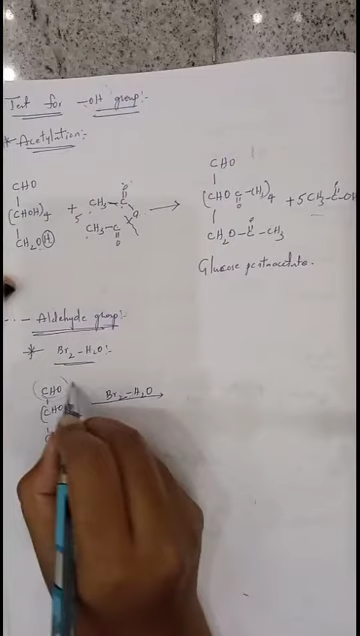 Test for -OH group:-
* Acetylation:-
CHO
|
(CHOH)4
|
CH2OH
+ 5
CH3-C
O
O
CH3-C
O
→
CHO
|
(CHO C-CH3)4
O
|
CH2O-C-CH3
O
+ 5CH3-C-OH
O
Glucose pentaacetate.
- Aldehyde group:-
* Br2-H2O:-
CHO
(CHO
Br2-H2O